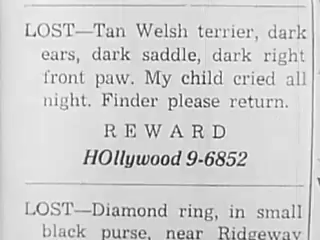 LOST—Tan Welsh terrier, dark
ears, dark saddle, dark right
front paw. My child cried all
night. Finder please return.
REWARD
HOllywood 9-6852
LOST—Diamond ring, in small
black purse, near Ridgeway